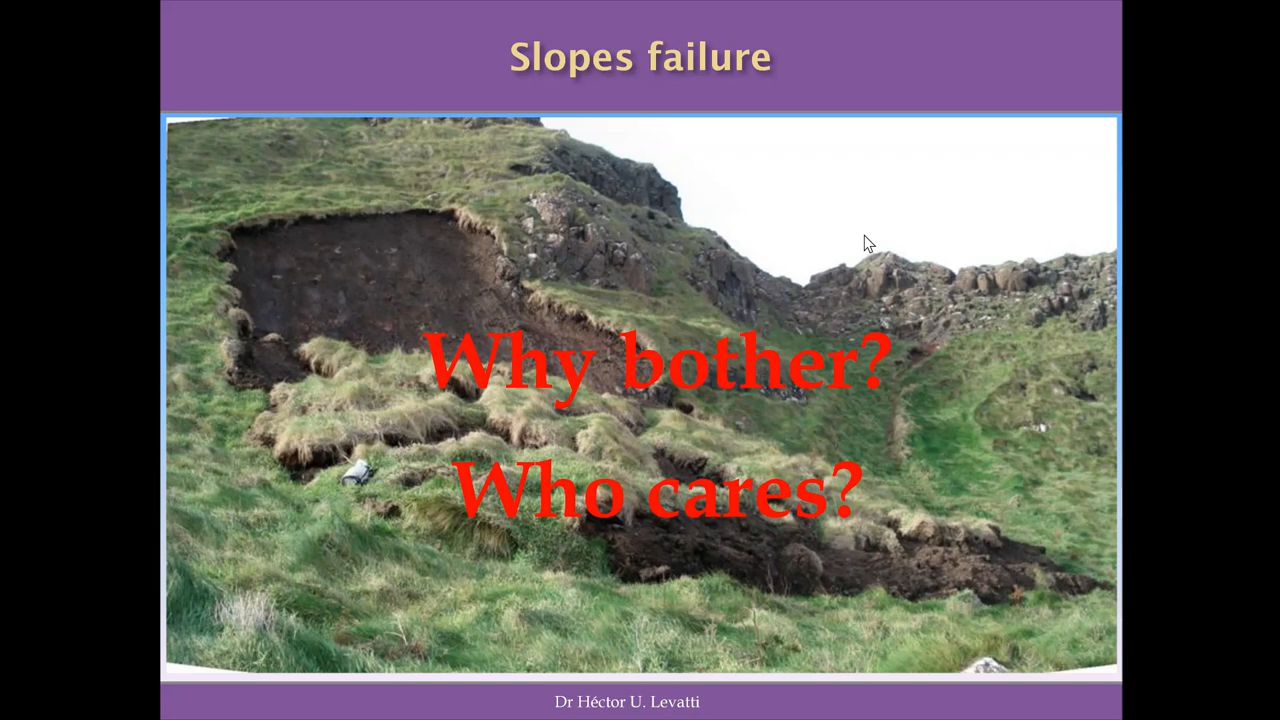 Slopes failure
Why bother?
Who cares?
Dr Héctor U. Levatti